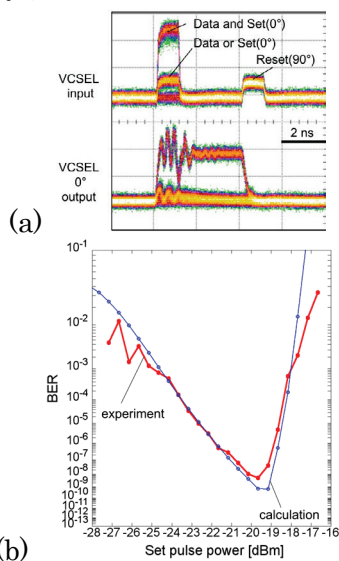 Data and Set(0°)
Data or Set(0°)
Reset(90°)
VCSEL
input
2 ns
VCSEL
0°
output
(a)
10-1
10-2
10-3
10-4
10-5
10-6
10-7
10-8
10-9
10-10
10-11
10-12
10-13
BER
experiment
calculation
-28 -27 -26 -25 -24 -23 -22 -21 -20 -19 -18 -17 -16
Set pulse power [dBm]
(b)